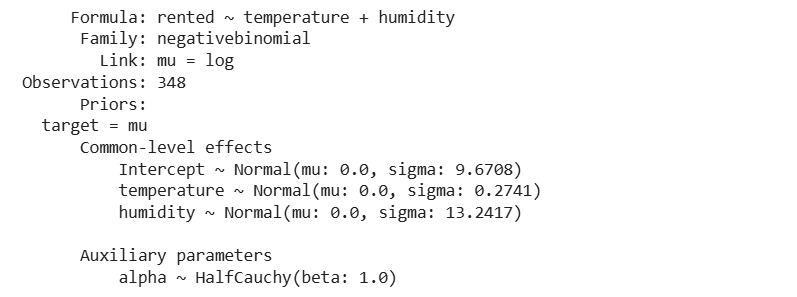 Formula: rented ~ temperature + humidity
Family: negativebinomial
Link: mu = log
Observations: 348
Priors:
target = mu
Common-level effects
Intercept ~ Normal(mu: 0.0, sigma: 9.6708)
temperature ~ Normal(mu: 0.0, sigma: 0.2741)
humidity ~ Normal(mu: 0.0, sigma: 13.2417)
Auxiliary parameters
alpha ~ HalfCauchy(beta: 1.0)